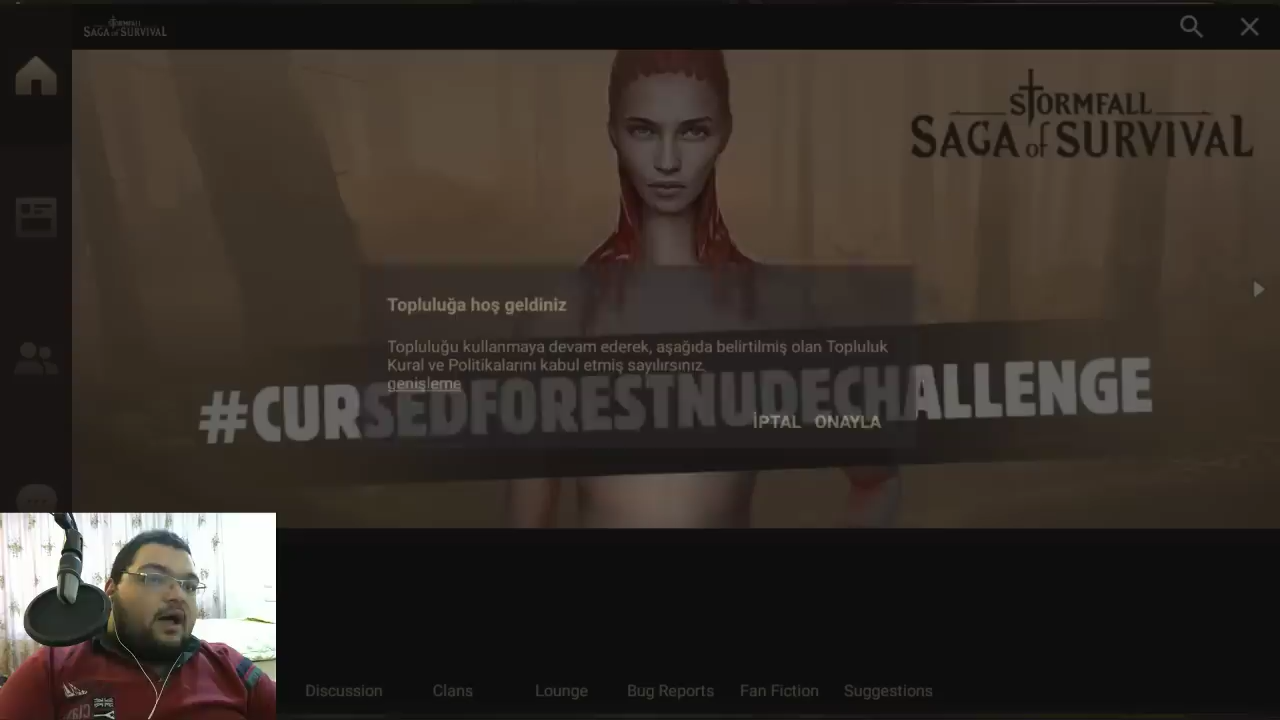 STORMFALL
SAGA of SURVIVAL
STORMFALL
SAGA of SURVIVAL
Topluluğa hoş geldiniz
Topluluğu kullanmaya devam ederek, aşağıda belirtilmiş olan Topluluk
Kural ve Politikalarını kabul etmiş sayılırsınız.
genişleme
#CURSEDFORESTNUDECHALLENGE
İPTAL ONAYLA
Discussion Clans Lounge Bug Reports Fan Fiction Suggestions